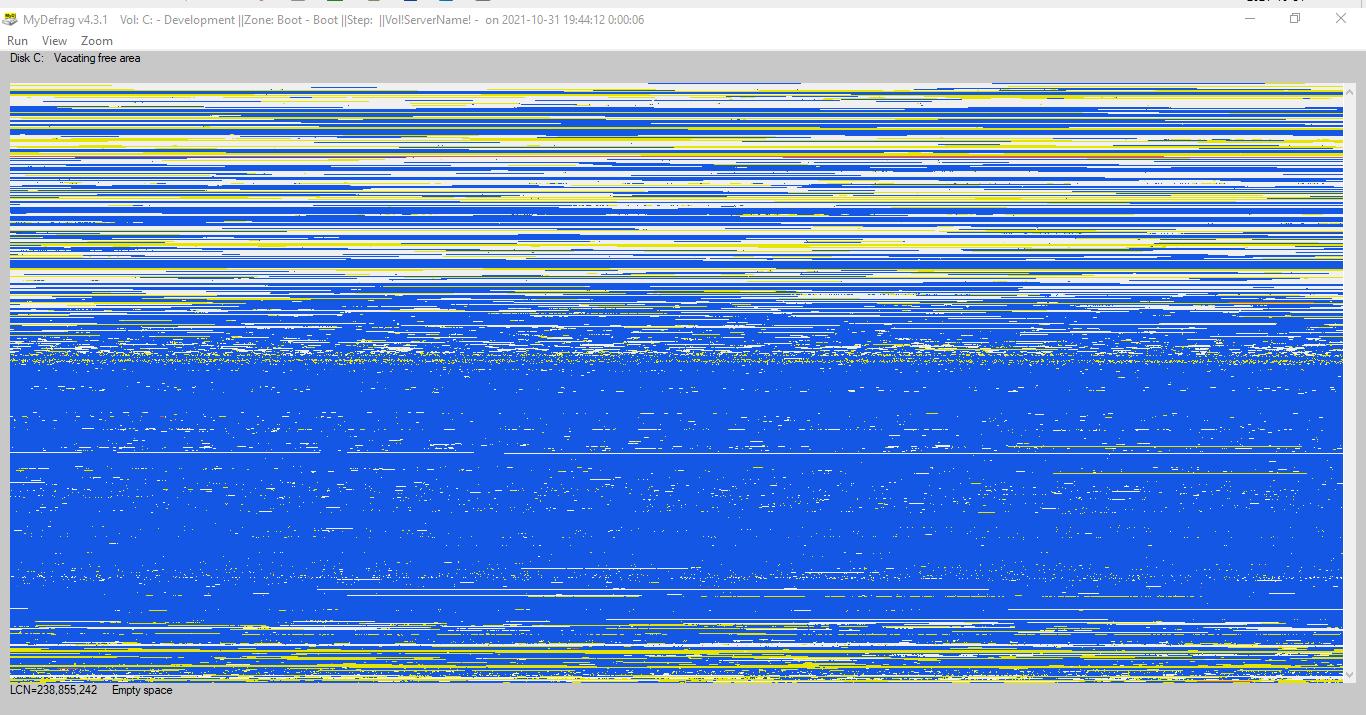 MyDefrag v4.3.1 Vol: C: - Development ||Zone: Boot - Boot ||Step: ||Vol!ServerName! - on 2021-10-31 19:44:12 0:00:06
Run View Zoom
Disk C: Vacating free area
LCN=238,855,242 Empty space